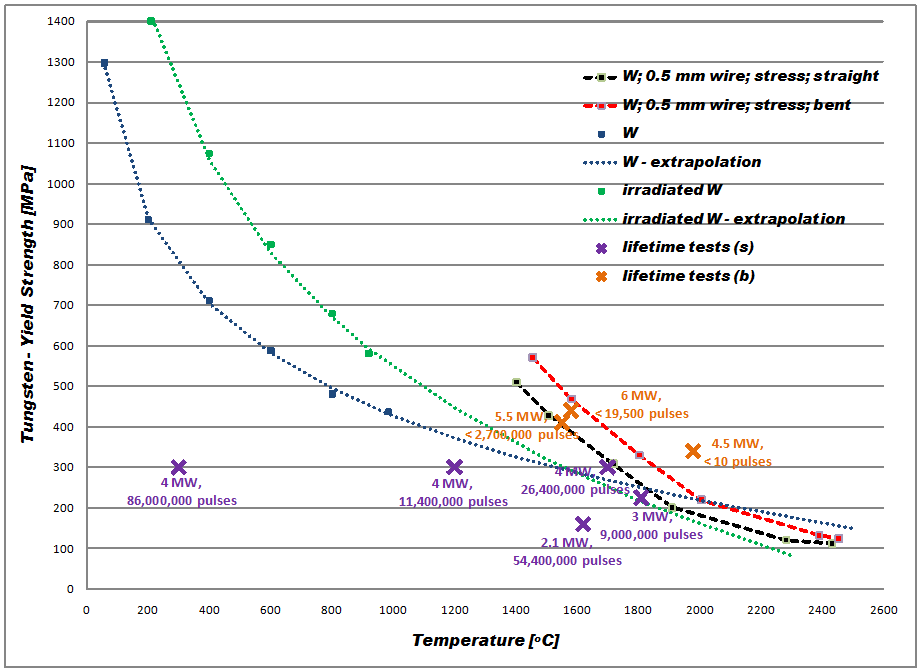 1400
1300
1200
1100
1000
900
800
700
600
500
400
300
200
100
0
Tungsten - Yield Strength [MPa]
W; 0.5 mm wire; stress; straight
W; 0.5 mm wire; stress; bent
W
W - extrapolation
irradiated W
irradiated W - extrapolation
lifetime tests (s)
lifetime tests (b)
6 MW,
< 19,500 pulses
5.5 MW,
< 2,700,000 pulses
4.5 MW,
< 10 pulses
4 MW,
86,000,000 pulses
4 MW,
11,400,000 pulses
4 MW,
26,400,000 pulses
3 MW,
9,000,000 pulses
2.1 MW,
54,400,000 pulses
0 200 400 600 800 1000 1200 1400 1600 1800 2000 2200 2400 2600
Temperature [°C]